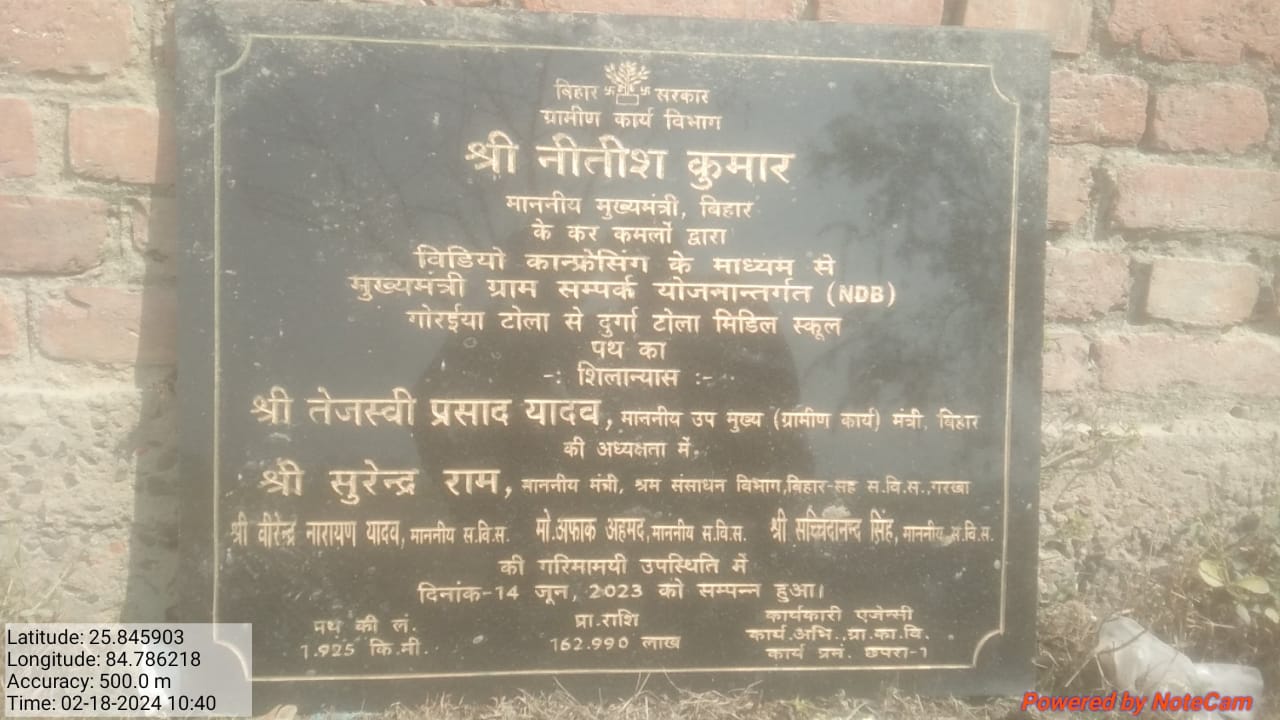 बिहार सरकार
ग्रामीण कार्य विभाग
श्री नीतीश कुमार
माननीय मुख्यमंत्री, बिहार
के कर कमलों द्वारा
विडियो कान्फ्रेसिंग के माध्यम से
मुख्यमंत्री ग्राम सम्पर्क योजनान्तर्गत (NDB)
गोरईया टोला से दुर्गा टोला मिडिल स्कूल
पथ का
-: शिलान्यास :-
श्री तेजस्वी प्रसाद यादव, माननीय उप मुख्य (ग्रामीण कार्य) मंत्री, बिहार
की अध्यक्षता में,
श्री सुरेन्द्र राम, माननीय मंत्री, श्रम संसाधन विभाग,बिहार-सह स.वि.स.,गरखा
श्री वीरेन्द्र नारायण यादव, माननीय स.वि.स. मो.अफाक अहमद, माननीय स.वि.स. श्री सच्चिदानन्द सिंह, माननीय स.वि.स.
की गरिमामयी उपस्थिति में
दिनांक-14 जून, 2023 को सम्पन्न हुआ।
पथ की लं. प्रा.राशि कार्यकारी एजेन्सी
1.925 कि.मी. 162.990 लाख कार्य.अभि., ग्रा.का.वि.
कार्य प्रमं. छपरा-1
Latitude: 25.845903
Longitude: 84.786218
Accuracy: 500.0 m
Time: 02-18-2024 10:40
Powered by NoteCam